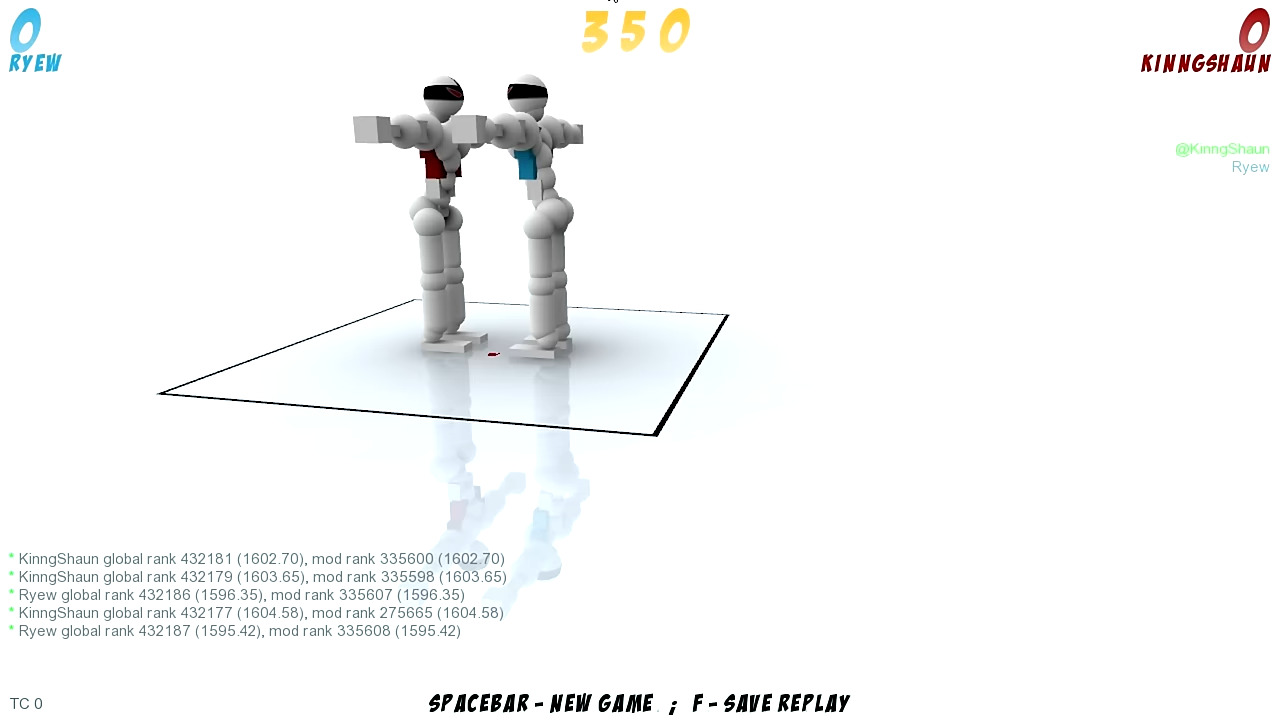 0
RYEW
350
0
KINNGSHAUN
@KinngShaun
Ryew
* KinngShaun global rank 432181 (1602.70), mod rank 335600 (1602.70)
* KinngShaun global rank 432179 (1603.65), mod rank 335598 (1603.65)
* Ryew global rank 432186 (1596.35), mod rank 335607 (1596.35)
* KinngShaun global rank 432177 (1604.58), mod rank 275665 (1604.58)
* Ryew global rank 432187 (1595.42), mod rank 335608 (1595.42)
TC 0
SPACEBAR - NEW GAME ¡ F - SAVE REPLAY